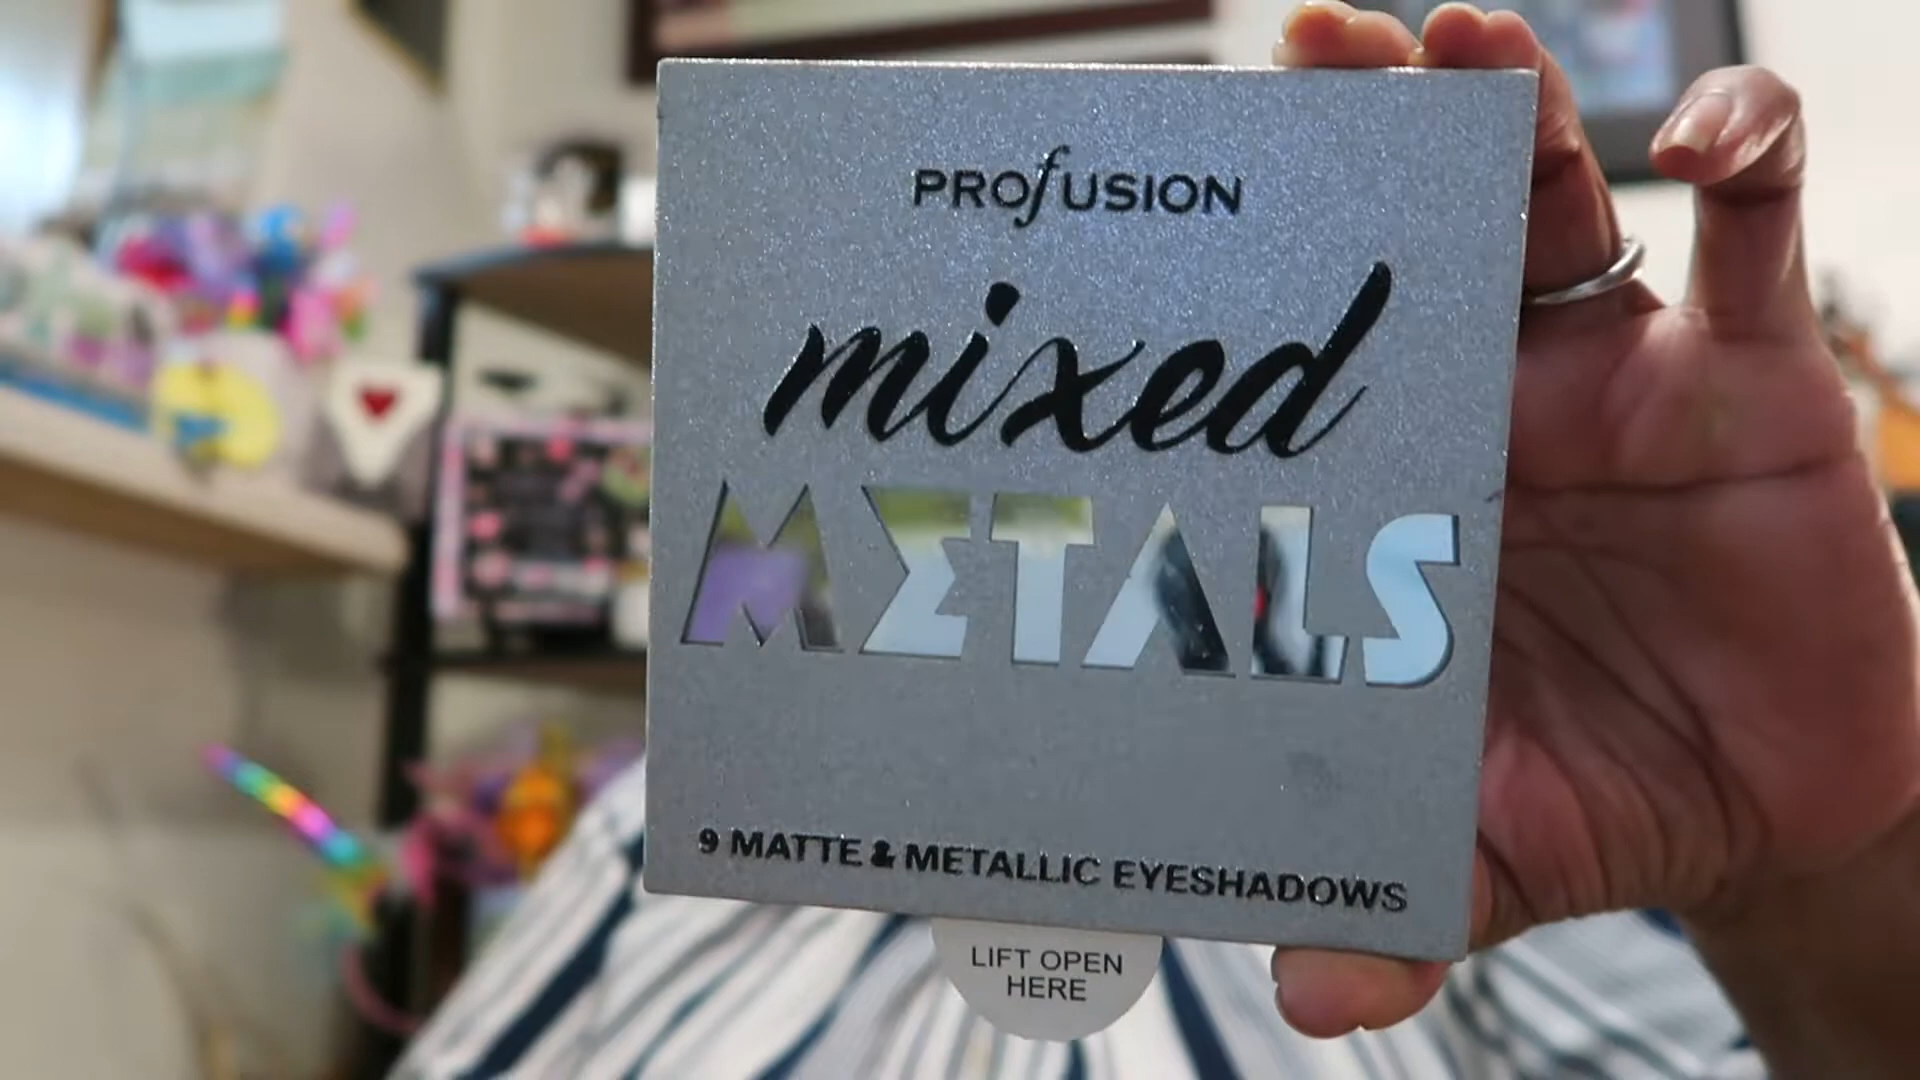 PROfUSION
mixed
METALS
9 MATTE & METALLIC EYESHADOWS
LIFT OPEN
HERE